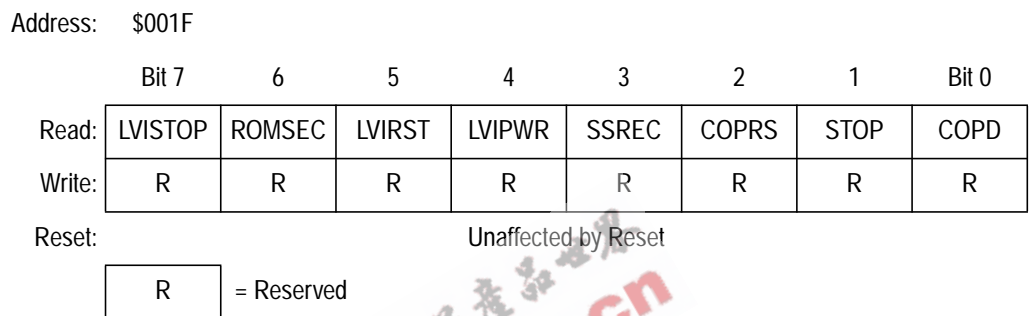 Address: $001F
Bit 7 6 5 4 3 2 1 Bit 0
Read: LVISTOP ROMSEC LVIRST LVIPWR SSREC COPRS STOP COPD
Write: R R R R R R R R
Reset: Unaffected by Reset
R = Reserved